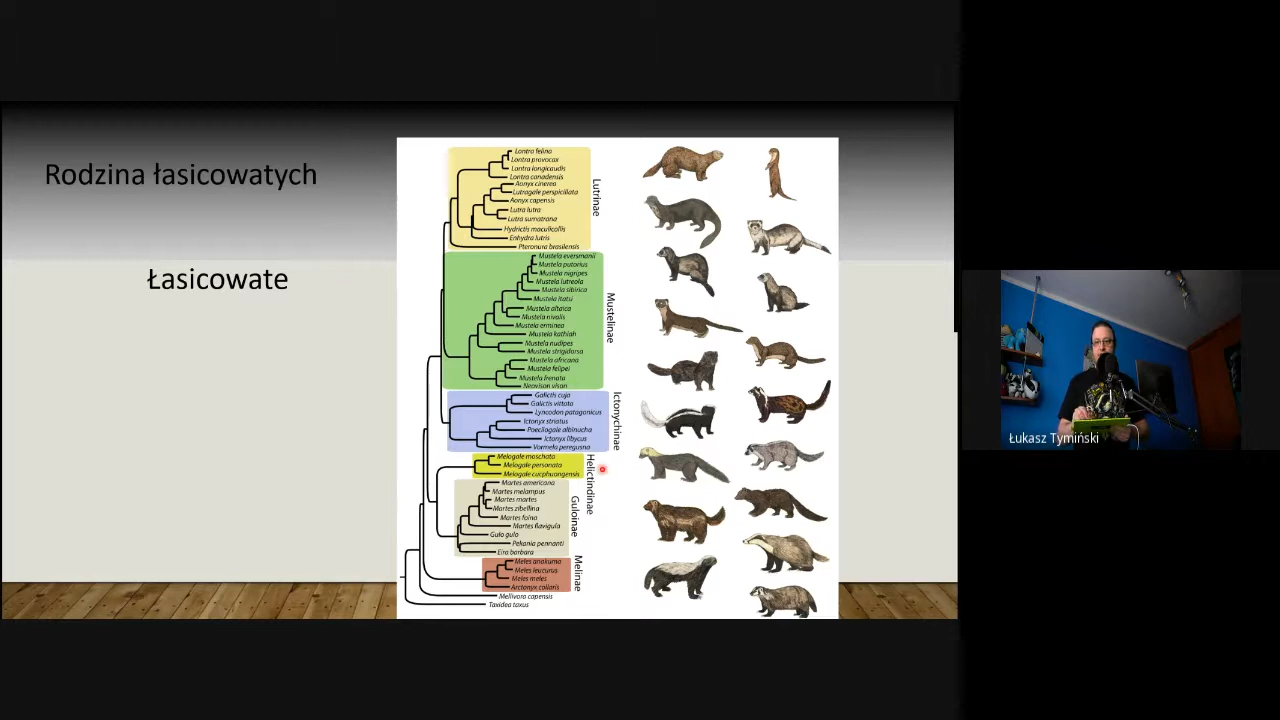 Rodzina łasicowatych
Łasicowate
Lontra felina
Lontra provocax
Lontra longicaudis
Lontra canadensis
Aonyx cinerea
Lutrogale perspicillata
Aonyx capensis
Lutra lutra
Lutra sumatrana
Hydrictis maculicollis
Enhydra lutris
Pteronura brasiliensis
Lutrinae
Mustela eversmanii
Mustela putorius
Mustela nigripes
Mustela lutreola
Mustela sibirica
Mustela itatsi
Mustela altaica
Mustela nivalis
Mustela erminea
Mustela kathiah
Mustela nudipes
Mustela strigidorsa
Mustela africana
Mustela felipei
Mustela frenata
Neovison vison
Mustelinae
Galictis cuja
Galictis vittata
Lyncodon patagonicus
Ictonyx striatus
Poecilogale albinucha
Ictonyx libycus
Vormela peregusna
Ictonychinae
Melogale moschata
Melogale personata
Melogale cucphuongensis
Helictidinae
Martes americana
Martes melampus
Martes martes
Martes zibellina
Martes foina
Martes flavigula
Gulo gulo
Pekania pennanti
Eira barbara
Guloinae
Meles anakuma
Meles leucurus
Meles meles
Arctonyx collaris
Melinae
Mellivora capensis
Taxidea taxus
Łukasz Tymiński